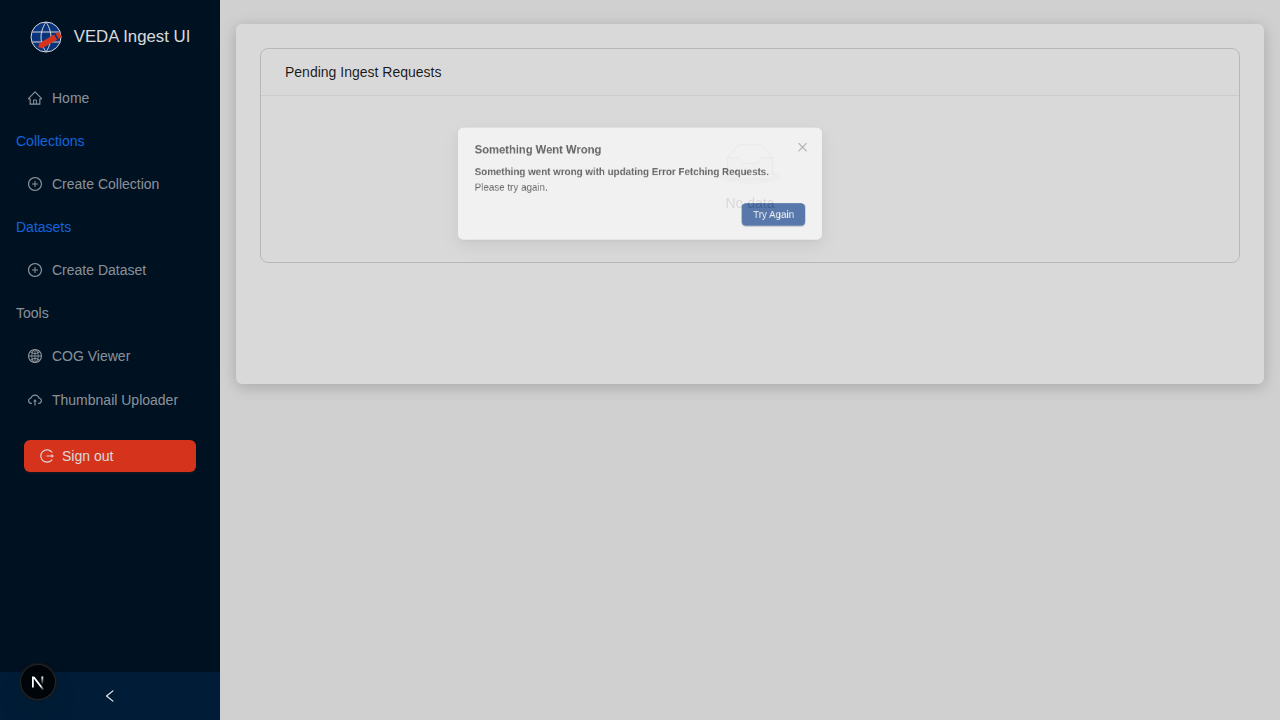 VEDA Ingest UI
Home
Collections
Create Collection
Datasets
Create Dataset
Tools
COG Viewer
Thumbnail Uploader
Sign out
N
Pending Ingest Requests
Something Went Wrong
Something went wrong with updating Error Fetching Requests.
Please try again.
No data
Try Again